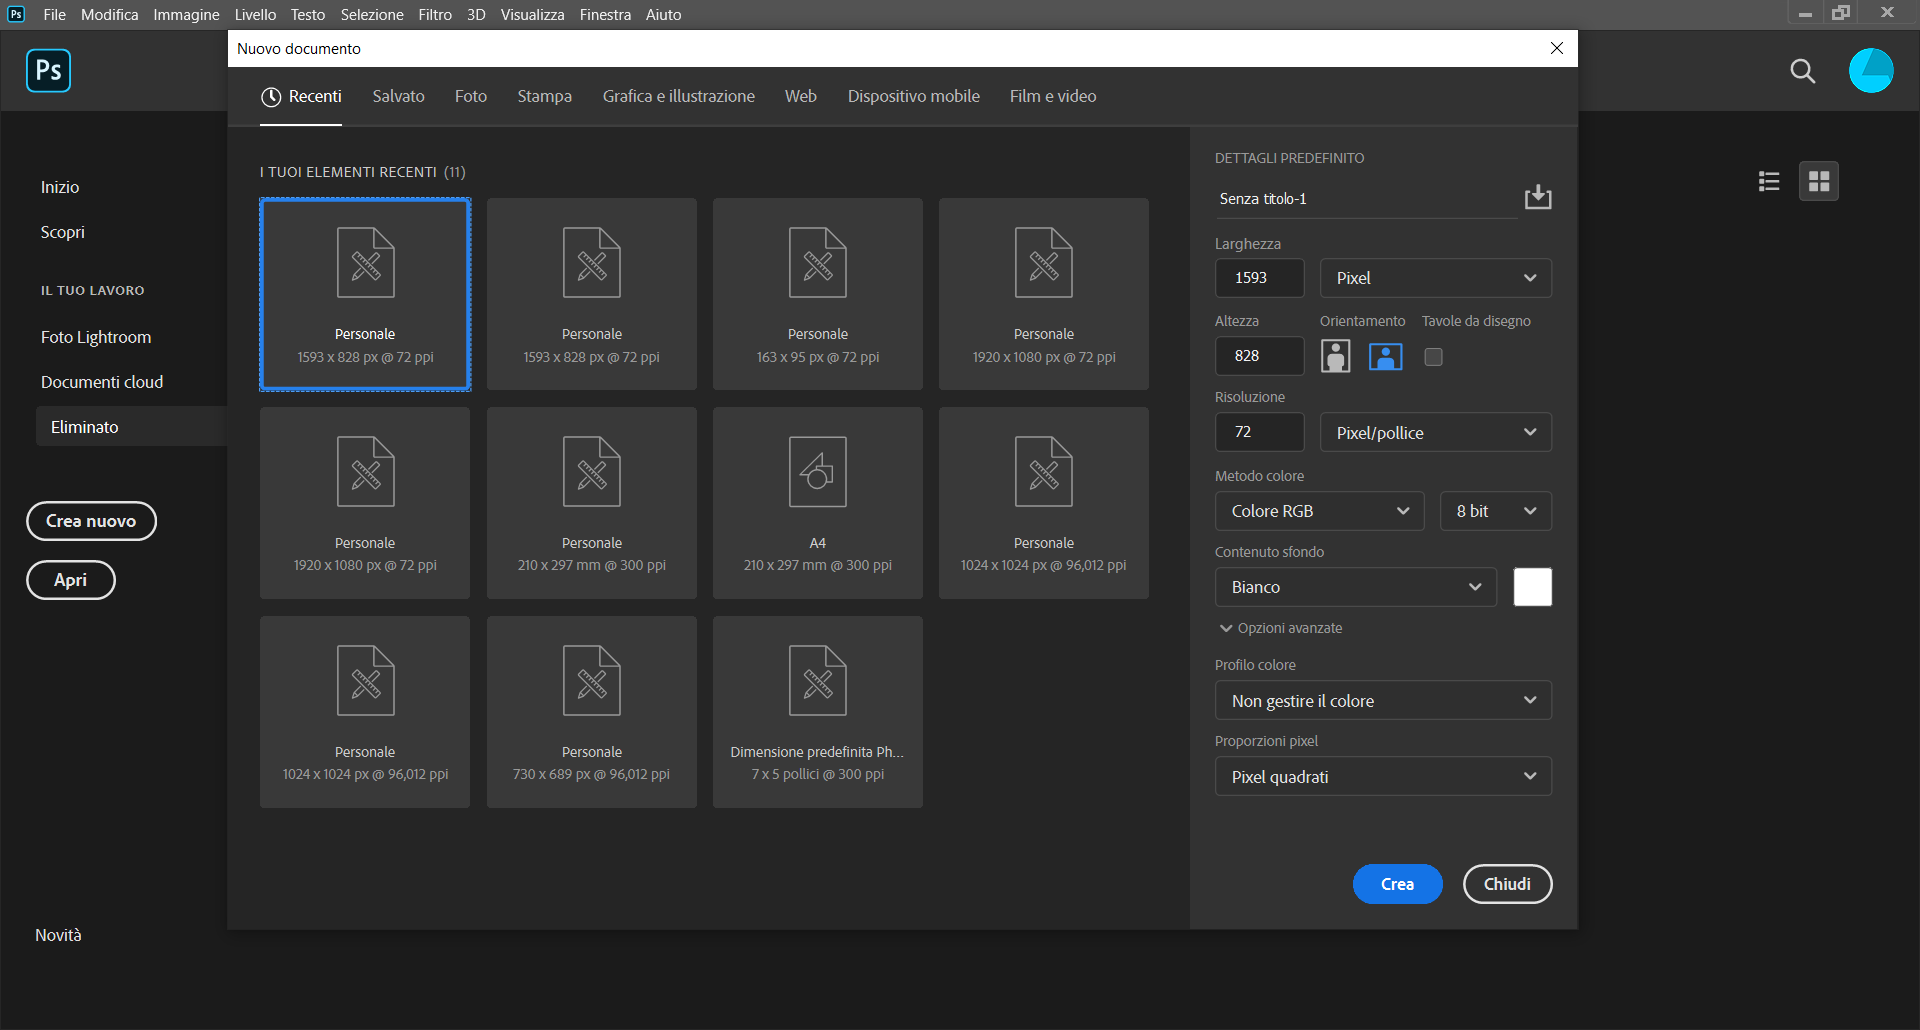 Ps File Modifica Immagine Livello Testo Selezione Filtro 3D Visualizza Finestra Aiuto
Nuovo documento
Ps
Recenti Salvato Foto Stampa Grafica e illustrazione Web Dispositivo mobile Film e video
Inizio
Scopri
IL TUO LAVORO
Foto Lightroom
Documenti cloud
Eliminato
Crea nuovo
Apri
Novità
I TUOI ELEMENTI RECENTI (11)
Personale
1593 x 828 px @ 72 ppi
Personale
1593 x 828 px @ 72 ppi
Personale
163 x 95 px @ 72 ppi
Personale
1920 x 1080 px @ 72 ppi
Personale
1920 x 1080 px @ 72 ppi
Personale
210 x 297 mm @ 300 ppi
A4
210 x 297 mm @ 300 ppi
Personale
1024 x 1024 px @ 96,012 ppi
Personale
1024 x 1024 px @ 96,012 ppi
Personale
730 x 689 px @ 96,012 ppi
Dimensione predefinita Ph...
7 x 5 pollici @ 300 ppi
DETTAGLI PREDEFINITO
Senza titolo-1
Larghezza
1593 Pixel
Altezza Orientamento Tavole da disegno
828
Risoluzione
72 Pixel/pollice
Metodo colore
Colore RGB 8 bit
Contenuto sfondo
Bianco
Opzioni avanzate
Profilo colore
Non gestire il colore
Proporzioni pixel
Pixel quadrati
Crea Chiudi